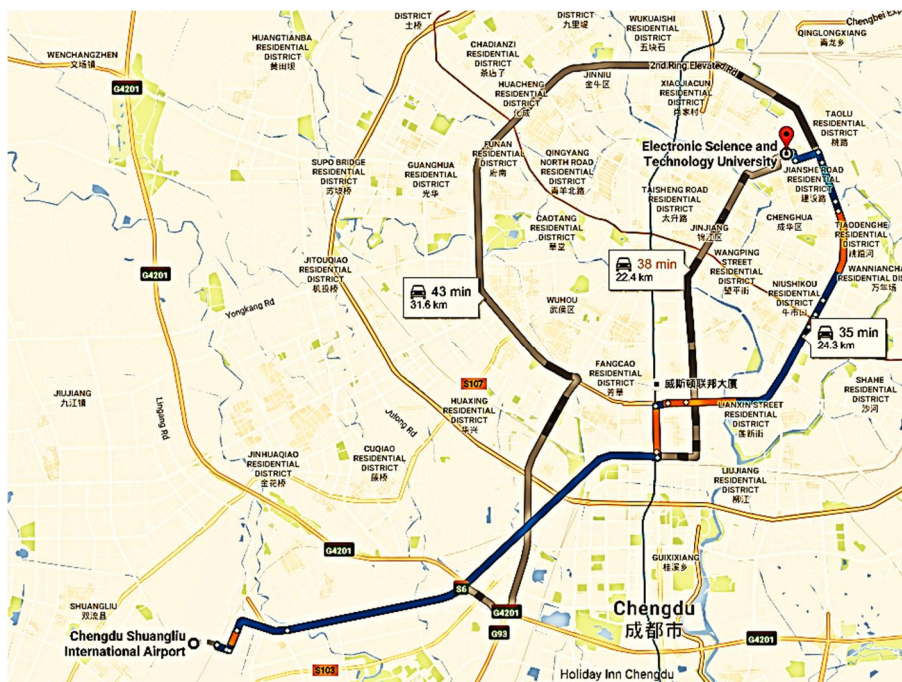 DISTRICT
土桥
DISTRICT
九里堤
WUKUAISHI
RESIDENTIAL
DISTRICT
五块石
QINGLONGXIANG
青龙乡
WENCHANGZHEN
文场镇
HUANGTIANBA
RESIDENTIAL
DISTRICT
黄田坝
CHADIANZI
RESIDENTIAL
DISTRICT
茶店子
2nd Ring Elevated Rd
G4201
HUACHENG
RESIDENTIAL
DISTRICT
化成
JINNIU
金牛区
XIAOJIACUN
RESIDENTIAL
DISTRICT
TAOLU
RESIDENTIAL
DISTRICT
桃路
SUPO BRIDGE
RESIDENTIAL
DISTRICT
苏坡桥
GUANGHUA
RESIDENTIAL
DISTRICT
光华
FUNAN
RESIDENTIAL
DISTRICT
府南
QINGYANG
NORTH ROAD
RESIDENTIAL
DISTRICT
青羊北路
Electronic Science and
Technology University
JIANSHE ROAD
RESIDENTIAL
DISTRICT
建设路
TAISHENG ROAD
RESIDENTIAL
DISTRICT
太升路
CAOTANG
RESIDENTIAL
DISTRICT
草堂
JINJIANG
锦江区
CHENGHUA
成华区
TIAODENGHE
RESIDENTIAL
DISTRICT
跳蹬河
G4201
JITOUQIAO
RESIDENTIAL
DISTRICT
机投桥
38 min
22.4 km
WANGPING
STREET
RESIDENTIAL
DISTRICT
望平街
WANNIANCHA
RESIDENTIAL DI
万年场
43 min
31.6 km
WUHOU
武侯区
NIUSHIKOU
RESIDENTIAL
DISTRICT
牛市口
Yongkang Rd
35 min
24.3 km
FANGCAO
RESIDENTIAL
DISTRICT
芳草
威斯顿联邦大厦
S107
SHAHE
RESIDENTIAL
DISTRICT
沙河
JIUJIANG
九江镇
Lingang Rd
Julong Rd
HUAXING
RESIDENTIAL
DISTRICT
华兴
LIANXIN STREET
RESIDENTIAL
DISTRICT
莲新街
JINHUAQIAO
RESIDENTIAL
DISTRICT
金花桥
CUQIAO
RESIDENTIAL
DISTRICT
簇桥
LIUJIANG
RESIDENTIAL
DISTRICT
柳江
G4201
GUIXIXIANG
桂溪乡
S6
SHUANGLIU
双流县
G4201
Chengdu
成都市
Chengdu Shuangliu
International Airport
G93
G4201
S103
Holiday Inn Chengdu